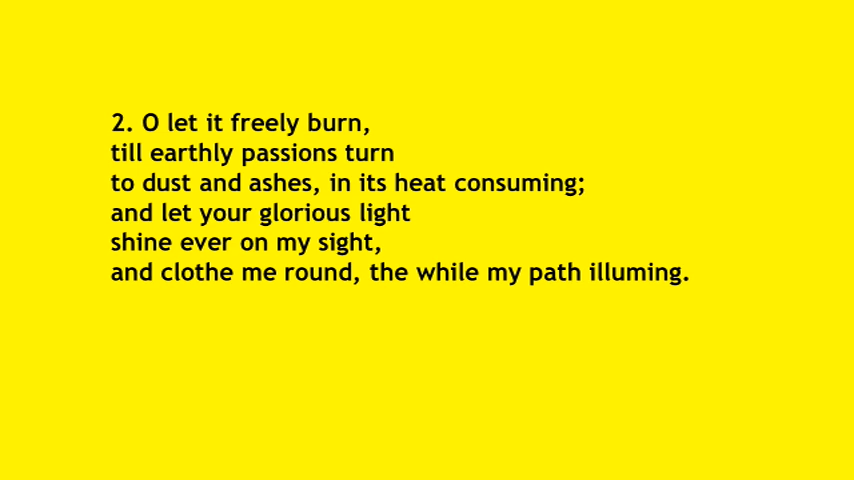 2. O let it freely burn,
till earthly passions turn
to dust and ashes, in its heat consuming;
and let your glorious light
shine ever on my sight,
and clothe me round, the while my path illuming.